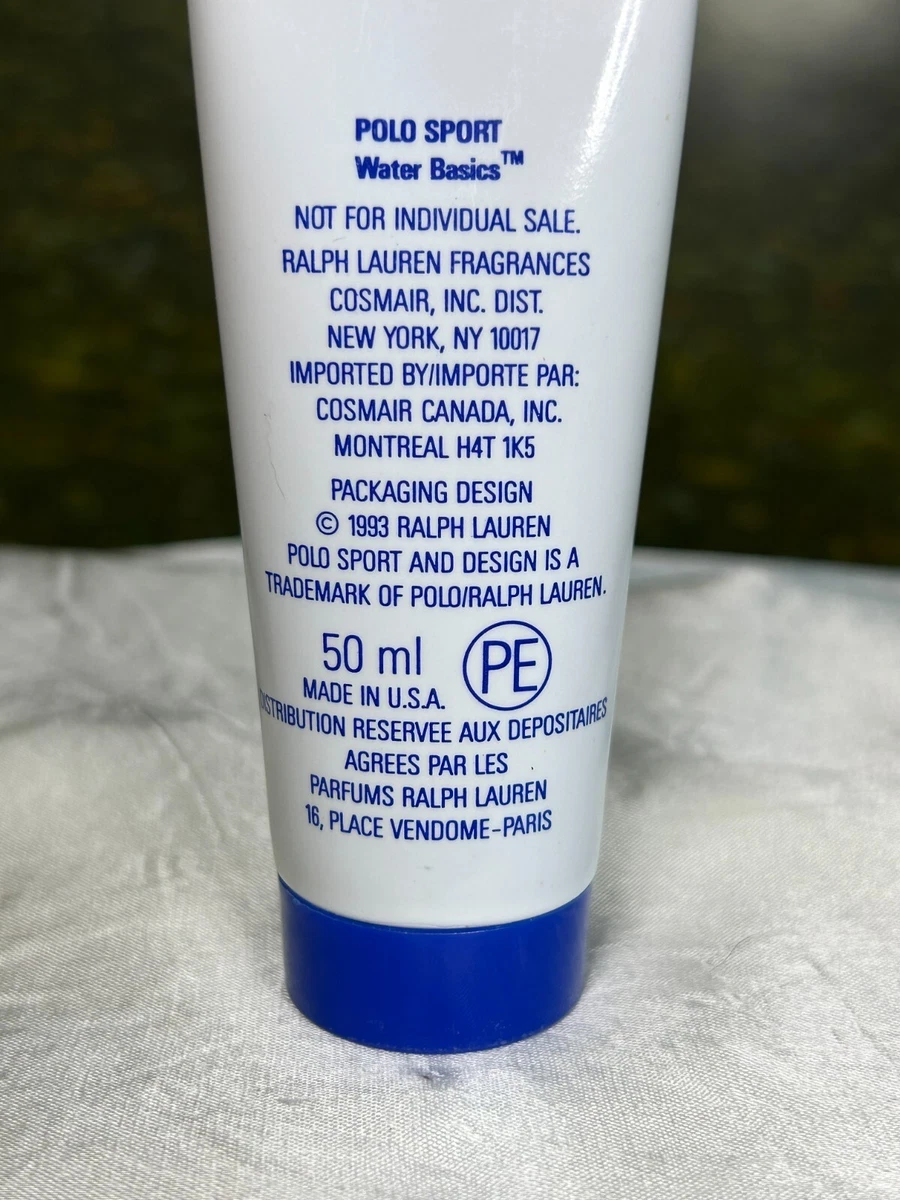 POLO SPORT
Water Basics™
NOT FOR INDIVIDUAL SALE.
RALPH LAUREN FRAGRANCES
COSMAIR, INC. DIST.
NEW YORK, NY 10017
IMPORTED BY/IMPORTE PAR:
COSMAIR CANADA, INC.
MONTREAL H4T 1K5
PACKAGING DESIGN
© 1993 RALPH LAUREN
POLO SPORT AND DESIGN IS A
TRADEMARK OF POLO/RALPH LAUREN.
50 ml PE
MADE IN U.S.A.
DISTRIBUTION RESERVEE AUX DEPOSITAIRES
AGREES PAR LES
PARFUMS RALPH LAUREN
16, PLACE VENDOME-PARIS